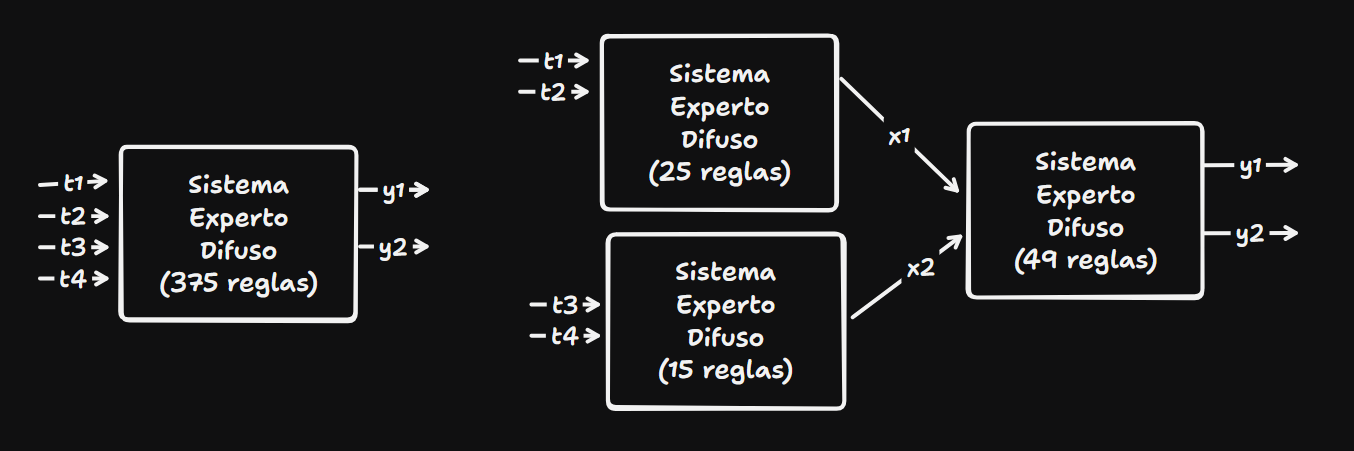 t1
t2
t3
t4
Sistema
Experto
Difuso
(375 reglas)
y1
y2
t1
t2
Sistema
Experto
Difuso
(25 reglas)
x1
t3
t4
Sistema
Experto
Difuso
(15 reglas)
x2
Sistema
Experto
Difuso
(49 reglas)
y1
y2